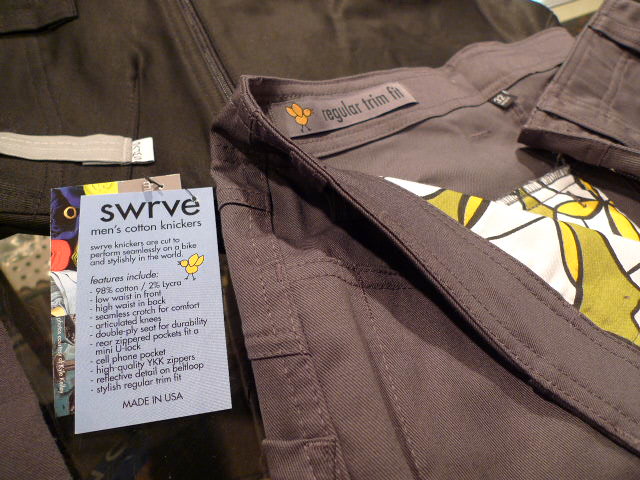 regular trim fit
32
swrve
men's cotton knickers
swrve knickers are cut to
perform seamlessly on a bike
and stylishly in the world.
features include:
- 98% cotton / 2% Lycra
- low waist in front
- high waist in back
- seamless crotch for comfort
- articulated knees
- double-ply seat for durability
- rear zippered pockets fit a
mini U-lock
- cell phone pocket
- high-quality YKK zippers
- reflective detail on beltloop
- stylish regular trim fit
MADE IN USA